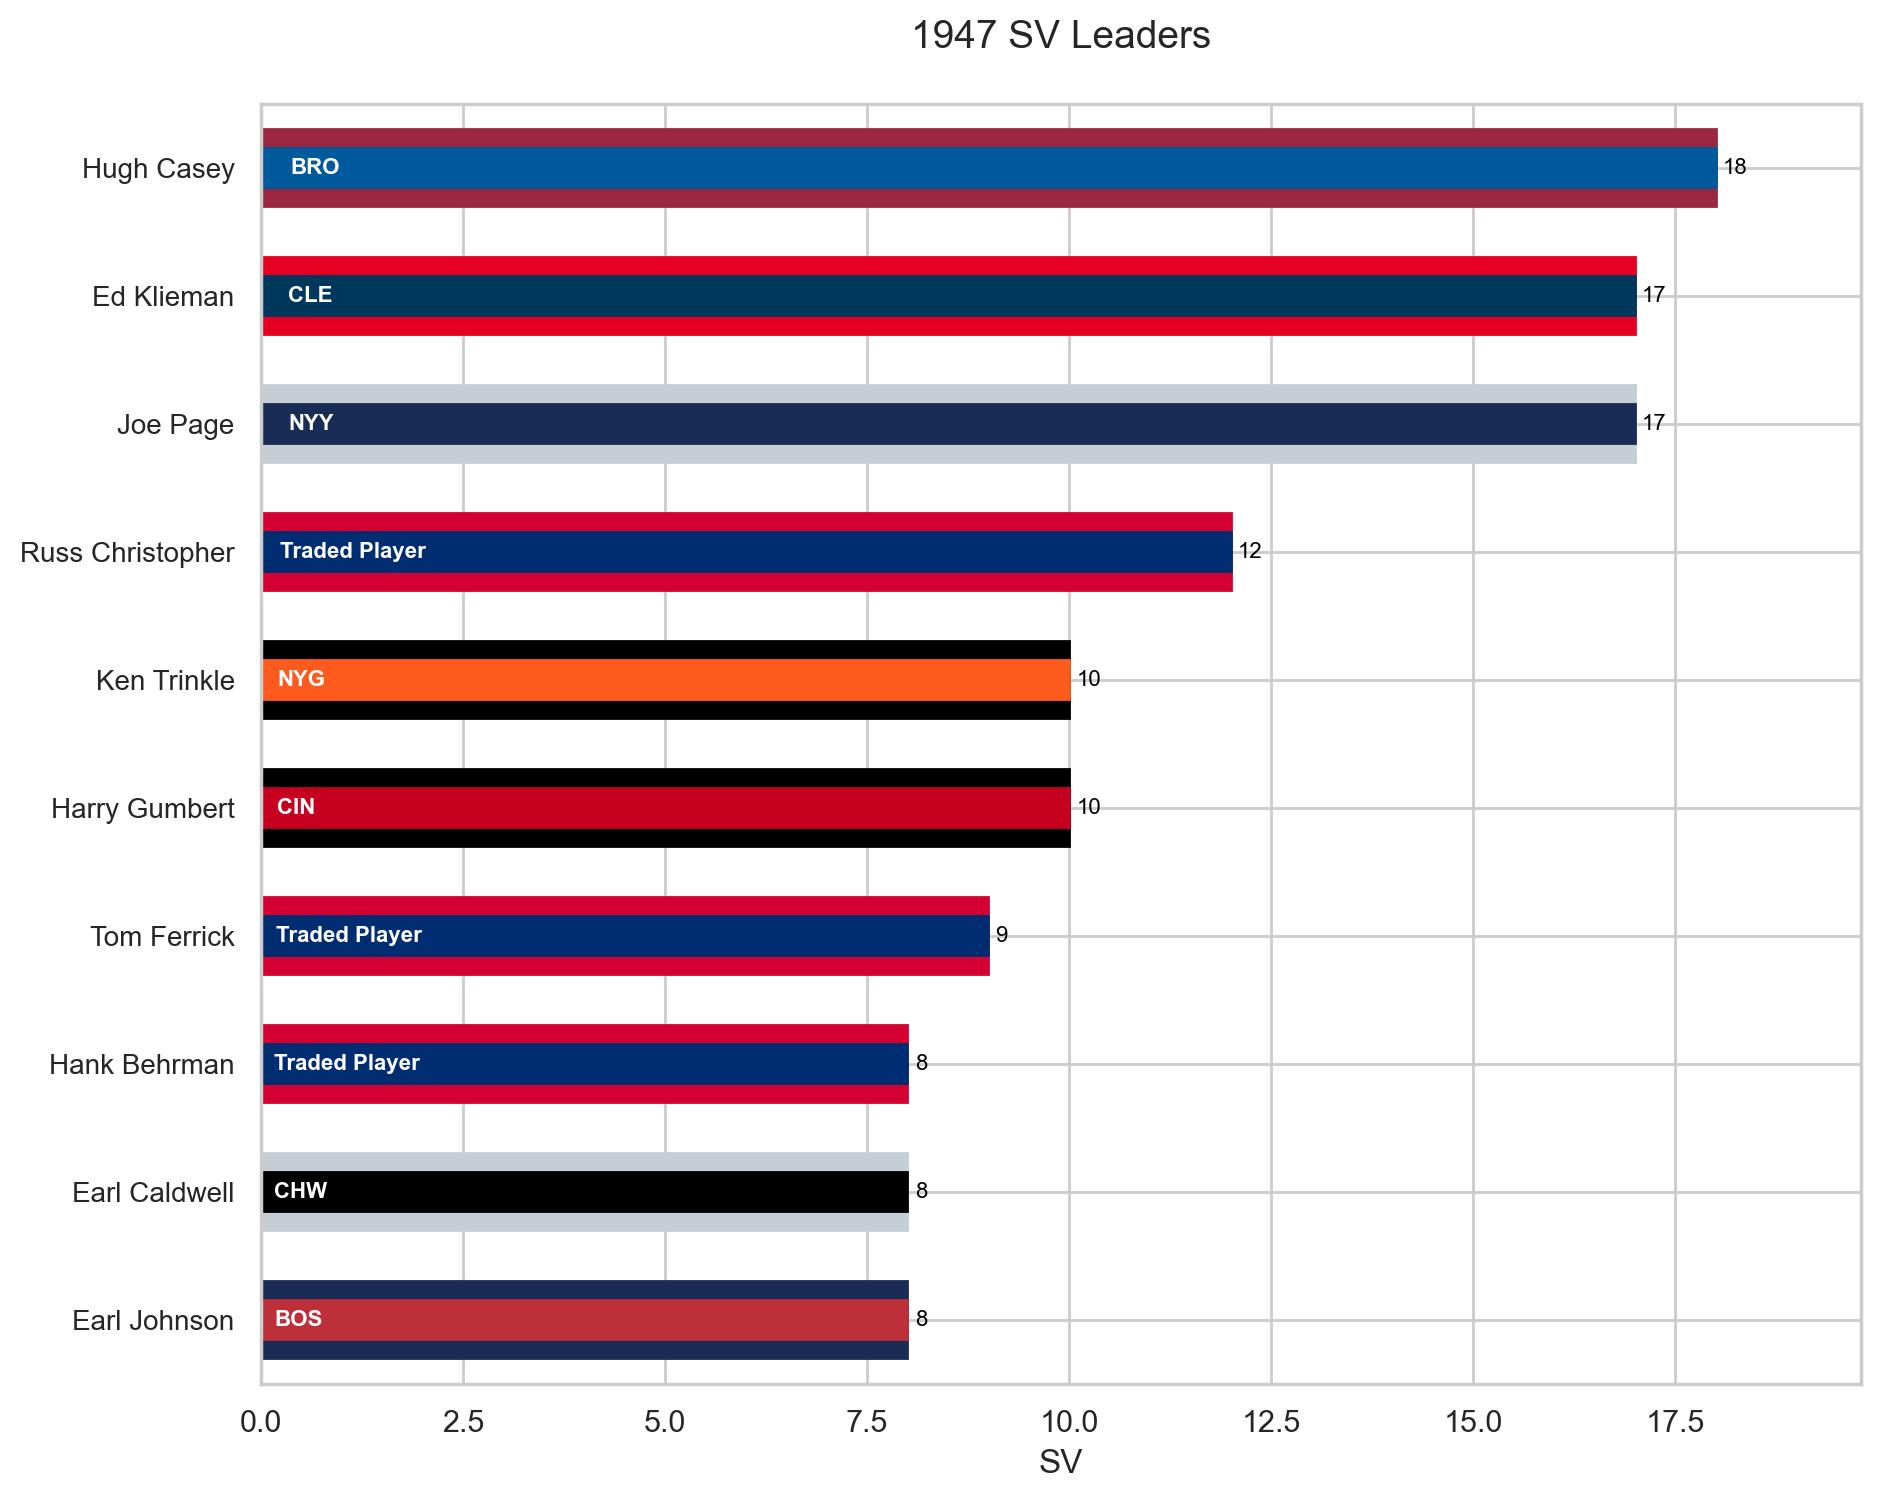 1947 SV Leaders
Hugh Casey BRO 18
Ed Klieman CLE 17
Joe Page NYY 17
Russ Christopher Traded Player 12
Ken Trinkle NYG 10
Harry Gumbert CIN 10
Tom Ferrick Traded Player 9
Hank Behrman Traded Player 8
Earl Caldwell CHW 8
Earl Johnson BOS 8
0.0 2.5 5.0 7.5 10.0 12.5 15.0 17.5
SV